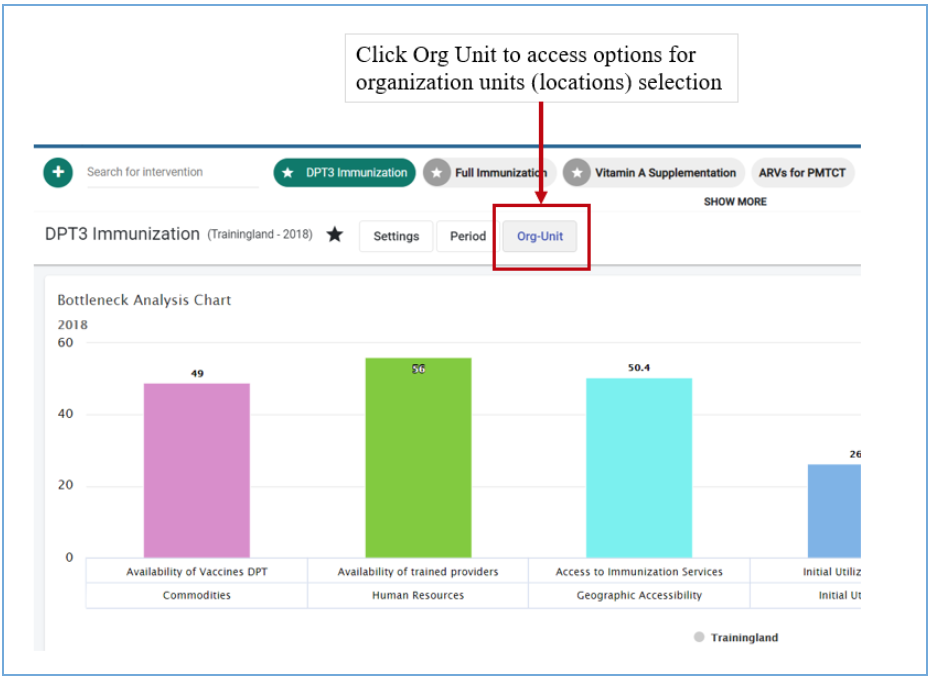 Click Org Unit to access options for
organization units (locations) selection
+ Search for intervention ★ DPT3 Immunization ★ Full Immunization ★ Vitamin A Supplementation ARVs for PMTCT
SHOW MORE
DPT3 Immunization (Trainingland - 2018) ★ Settings Period Org-Unit
Bottleneck Analysis Chart
2018
60
49 56 50.4
40
26
20
0
Availability of Vaccines DPT Availability of trained providers Access to Immunization Services Initial Utiliz
Commodities Human Resources Geographic Accessibility Initial Ut
Trainingland